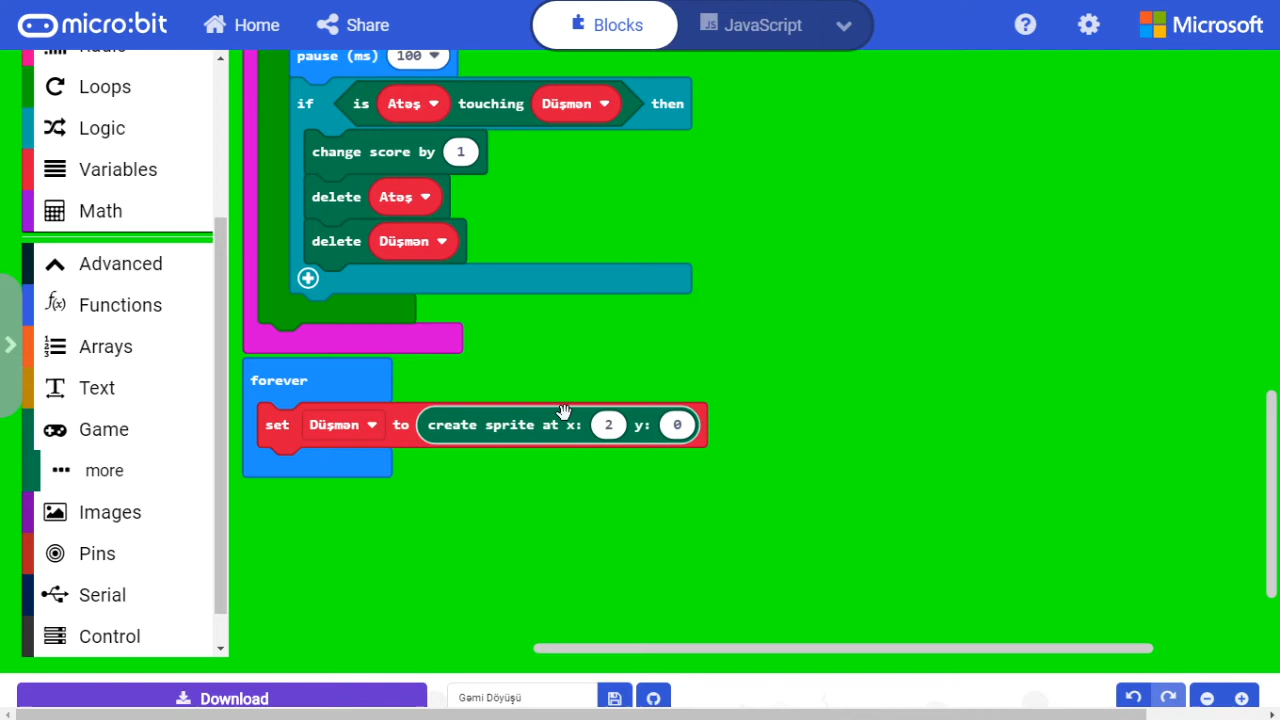 micro:bit Home Share Blocks JavaScript Microsoft
Radio
Loops
Logic
Variables
Math
Advanced
Functions
Arrays
Text
Game
more
Images
Pins
Serial
Control
pause (ms) 100
if is Atəş touching Düşmən then
change score by 1
delete Atəş
delete Düşmən
forever
set Düşmən to create sprite at x: 2 y: 0
Download
Gəmi Döyüşü